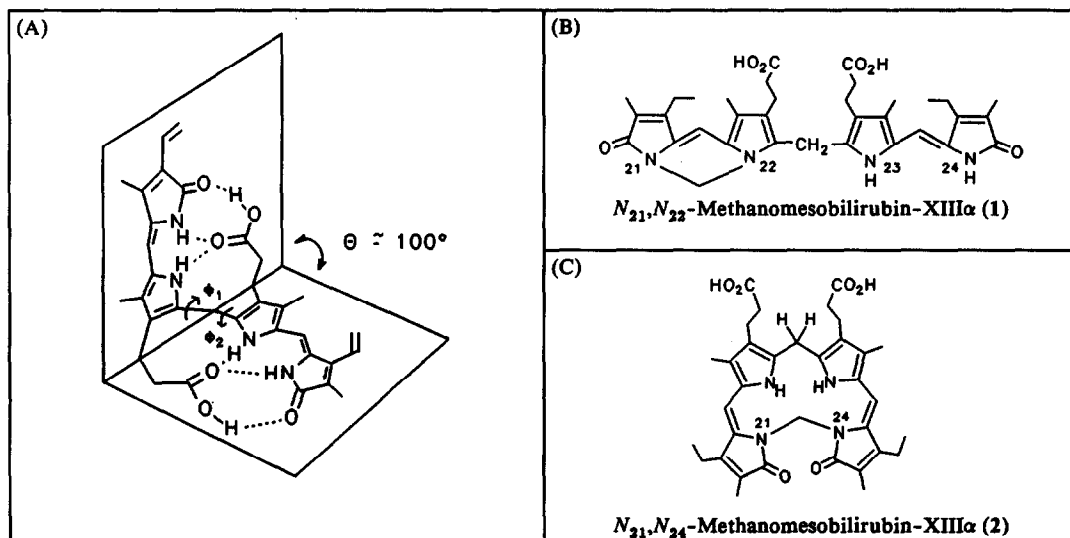 (A)
O
H
O
N
H
O
H
N
Φ₁
Φ₂
θ ≃ 100°
N
H
O
HN
O
H
O
(B)
HO₂C
CO₂H
O
N
21
N
22
CH₂
N
H
23
24
N
H
O
N₂₁,N₂₂-Methanomesobilirubin-XIIIα (1)
(C)
HO₂C
CO₂H
H H
NH
HN
21
N
24
N
O
O
N₂₁,N₂₄-Methanomesobilirubin-XIIIα (2)